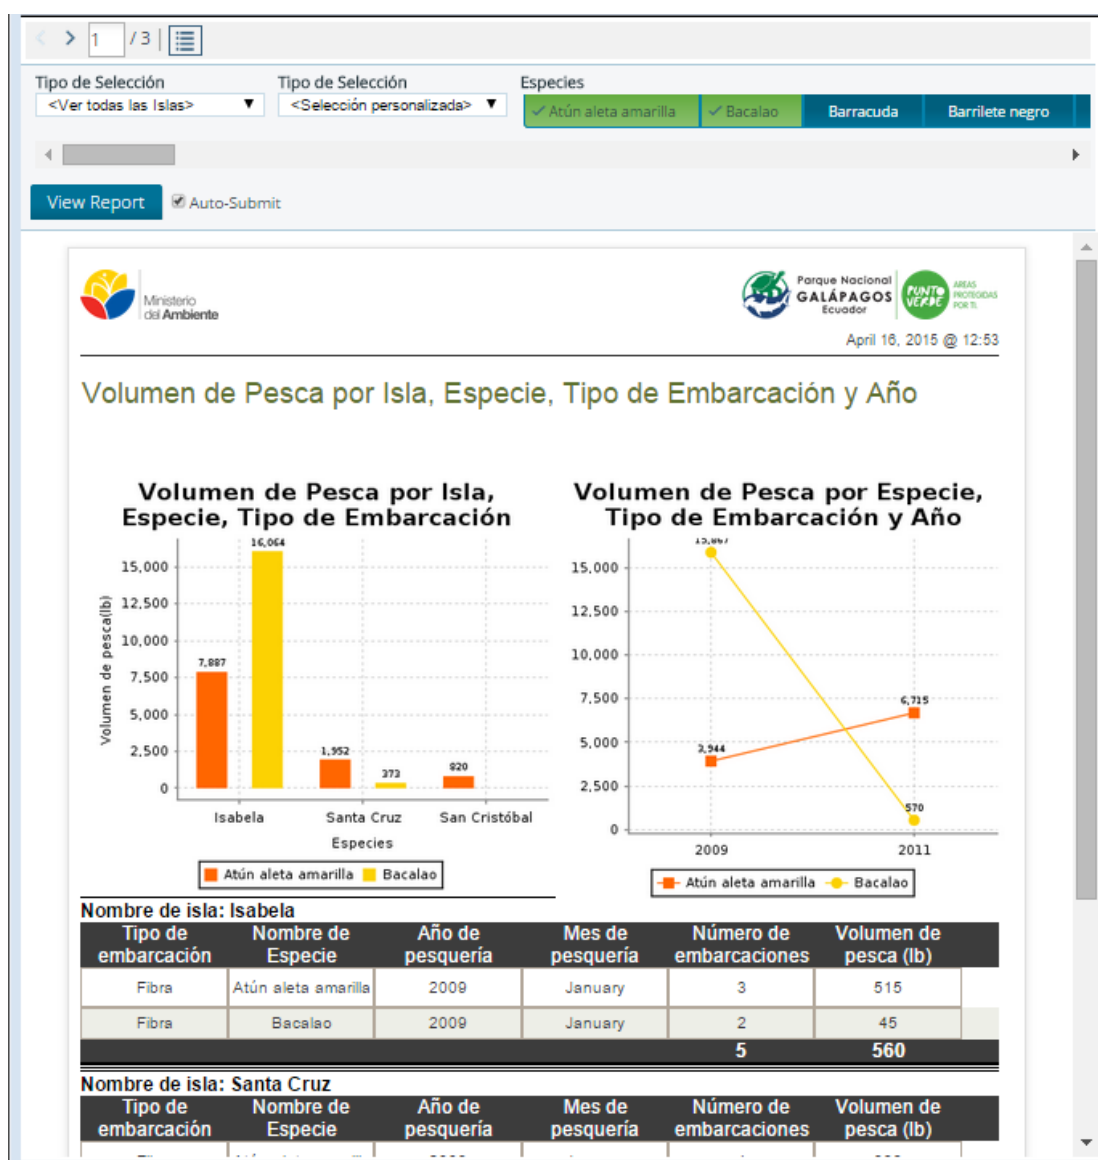 1 / 3
Tipo de Selección Tipo de Selección Especies
<Ver todas las Islas> <Selección personalizada> Atún aleta amarilla Bacalao Barracuda Barrilete negro
View Report Auto-Submit
Ministerio
del Ambiente
Parque Nacional
GALÁPAGOS
Ecuador
PUNTO
VERDE
AREAS
PROTEGIDAS
POR TI
April 16, 2015 @ 12:53
Volumen de Pesca por Isla, Especie, Tipo de Embarcación y Año
Volumen de Pesca por Isla,
Especie, Tipo de Embarcación
16,064
15,000
12,500
10,000
7,887
7,500
5,000
2,500
1,952
373
820
0
Volumen de pesca(lb)
Isabela Santa Cruz San Cristóbal
Especies
Atún aleta amarilla Bacalao
Volumen de Pesca por Especie,
Tipo de Embarcación y Año
15,867
15,000
12,500
10,000
7,500
6,715
5,000
3,944
2,500
570
0
2009 2011
Atún aleta amarilla Bacalao
Nombre de isla: Isabela
Tipo de Nombre de Año de Mes de Número de Volumen de
embarcación Especie pesquería pesquería embarcaciones pesca (lb)
Fibra Atún aleta amarilla 2009 January 3 515
Fibra Bacalao 2009 January 2 45
5 560
Nombre de isla: Santa Cruz
Tipo de Nombre de Año de Mes de Número de Volumen de
embarcación Especie pesquería pesquería embarcaciones pesca (lb)